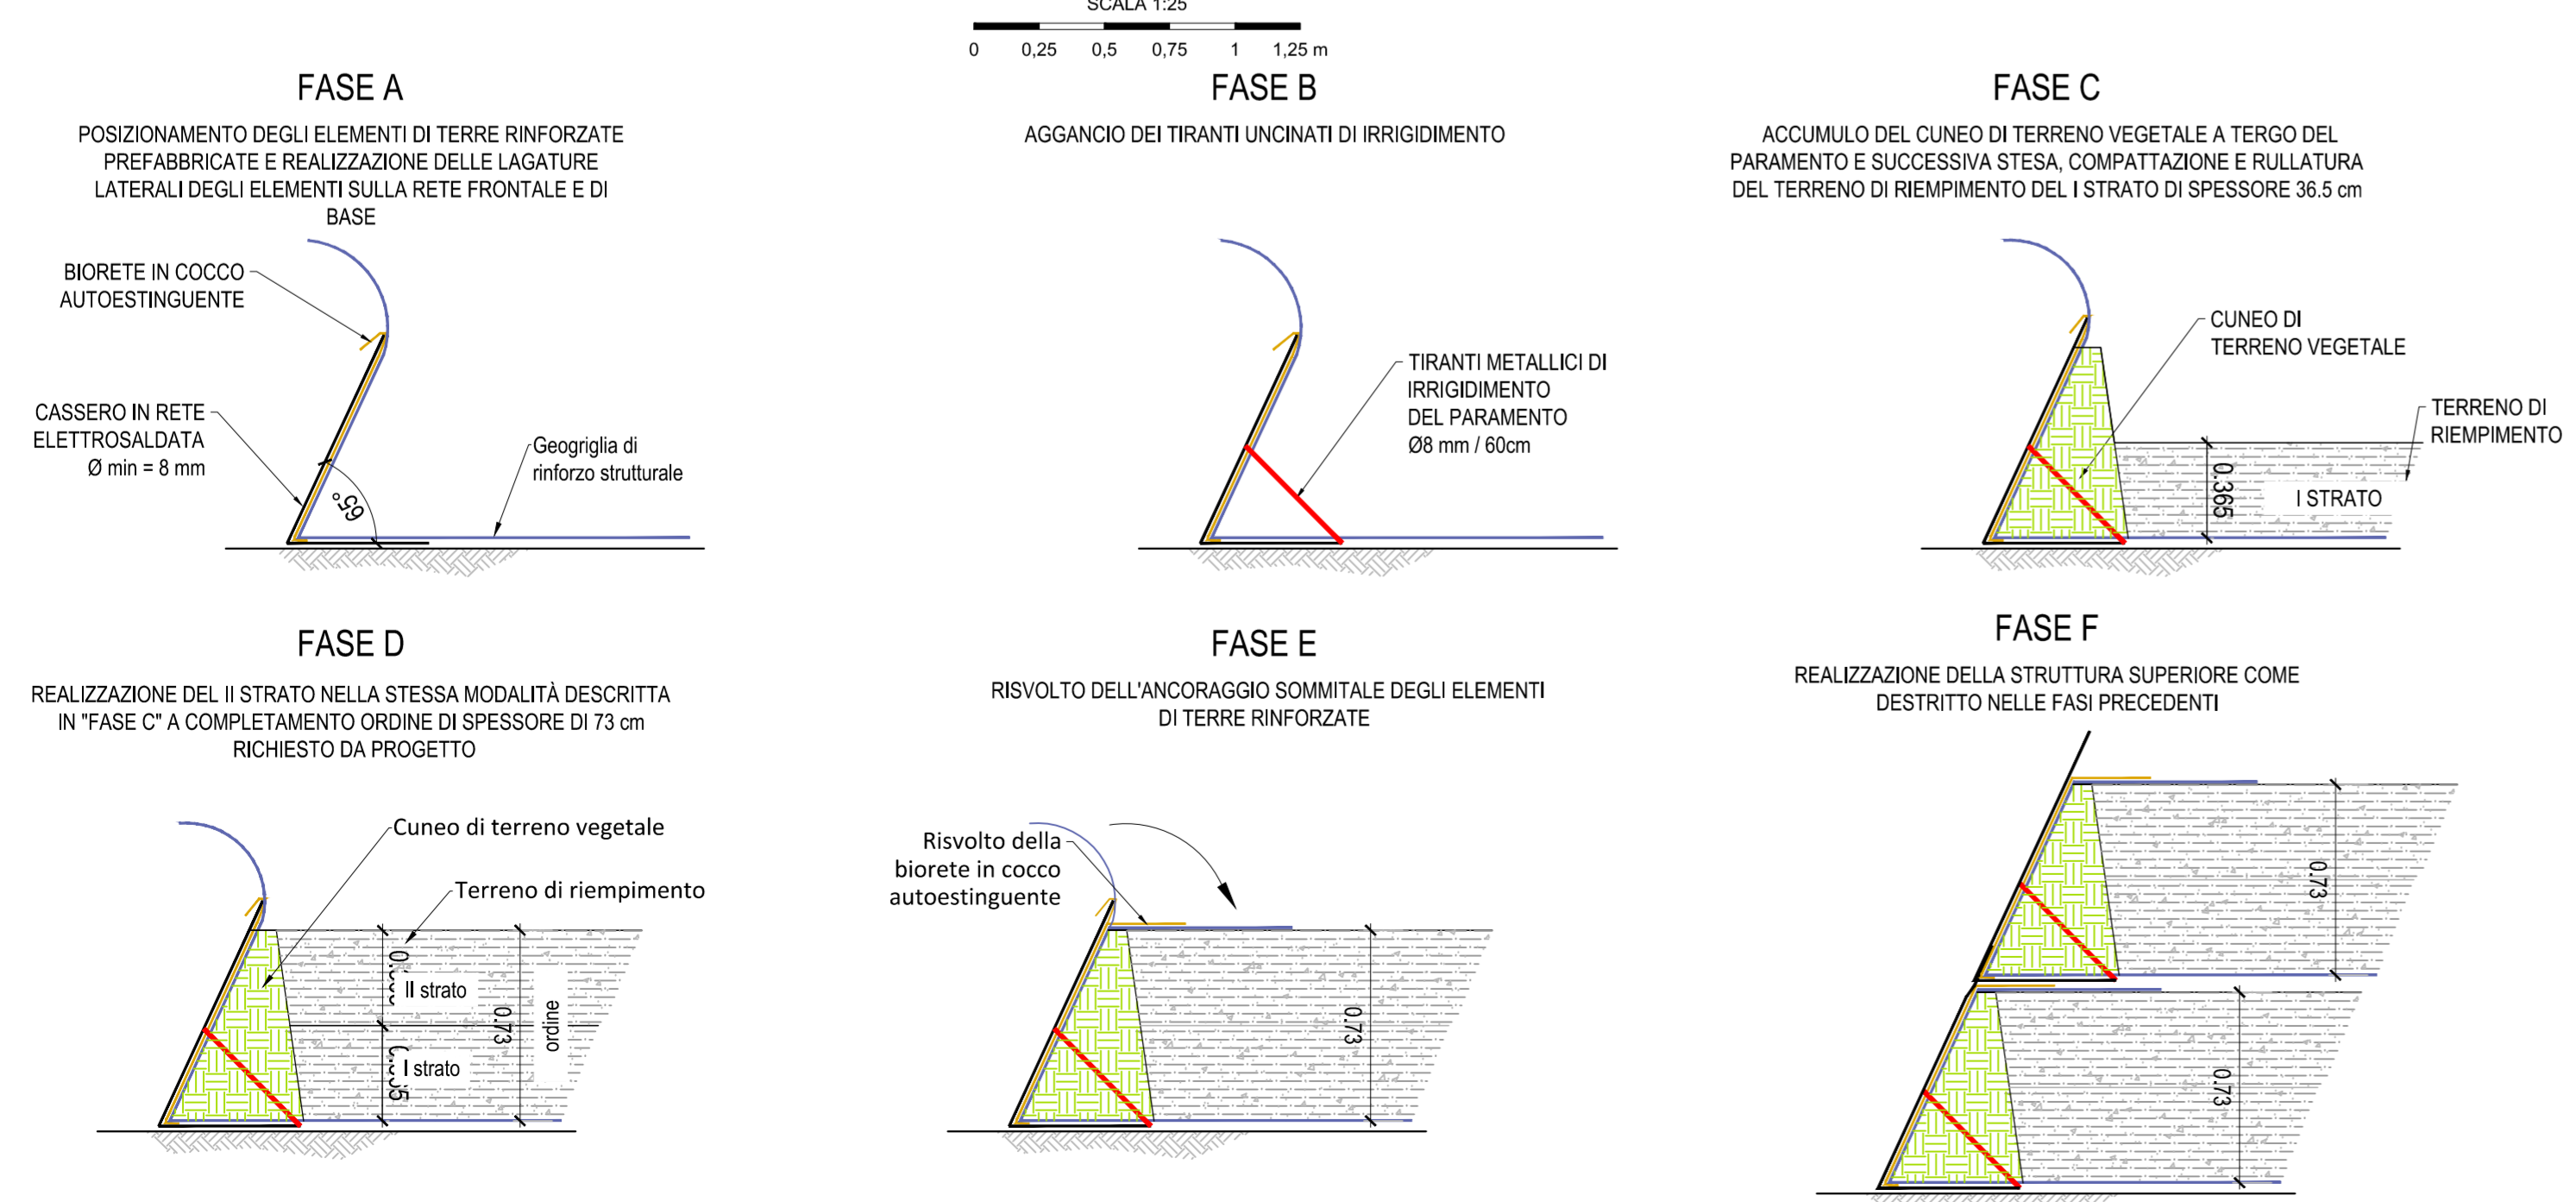 SCALA 1:25
0 0,25 0,5 0,75 1 1,25 m
FASE A
POSIZIONAMENTO DEGLI ELEMENTI DI TERRE RINFORZATE
PREFABBRICATE E REALIZZAZIONE DELLE LAGATURE
LATERALI DEGLI ELEMENTI SULLA RETE FRONTALE E DI
BASE
BIORETE IN COCCO
AUTOESTINGUENTE
CASSERO IN RETE
ELETTROSALDATA
Ø min = 8 mm
65°
Geogriglia di
rinforzo strutturale
FASE B
AGGANCIO DEI TIRANTI UNCINATI DI IRRIGIDIMENTO
TIRANTI METALLICI DI
IRRIGIDIMENTO
DEL PARAMENTO
Ø8 mm / 60cm
FASE C
ACCUMULO DEL CUNEO DI TERRENO VEGETALE A TERGO DEL
PARAMENTO E SUCCESSIVA STESA, COMPATTAZIONE E RULLATURA
DEL TERRENO DI RIEMPIMENTO DEL I STRATO DI SPESSORE 36.5 cm
CUNEO DI
TERRENO VEGETALE
TERRENO DI
RIEMPIMENTO
0.365
I STRATO
FASE D
REALIZZAZIONE DEL II STRATO NELLA STESSA MODALITÀ DESCRITTA
IN "FASE C" A COMPLETAMENTO ORDINE DI SPESSORE DI 73 cm
RICHIESTO DA PROGETTO
Cuneo di terreno vegetale
Terreno di riempimento
II strato
I strato
0.73
ordine
FASE E
RISVOLTO DELL'ANCORAGGIO SOMMITALE DEGLI ELEMENTI
DI TERRE RINFORZATE
Risvolto della
biorete in cocco
autoestinguente
0.73
FASE F
REALIZZAZIONE DELLA STRUTTURA SUPERIORE COME
DESTRITTO NELLE FASI PRECEDENTI
0.73
0.73